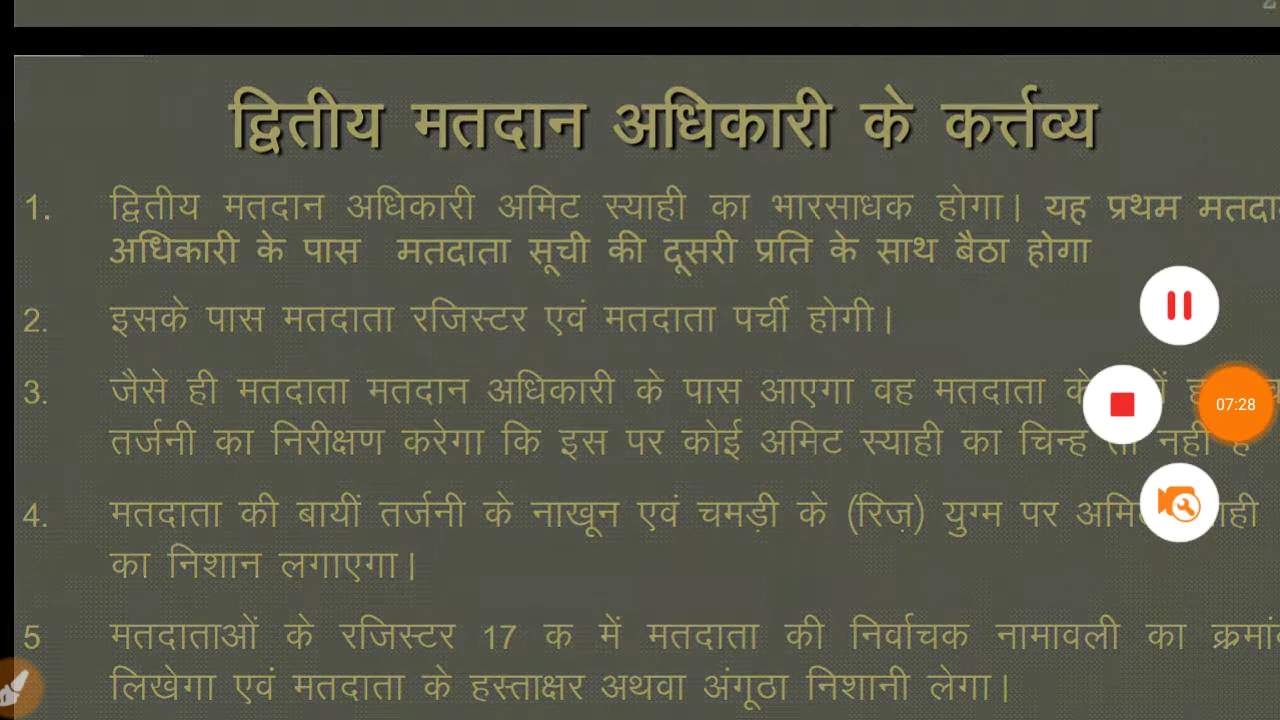 द्वितीय मतदान अधिकारी के कर्त्तव्य
1. द्वितीय मतदान अधिकारी अमिट स्याही का भारसाधक होगा। यह प्रथम
अधिकारी के पास मतदाता सूची की दूसरी प्रति के साथ बैठा होगा
2. इसके पास मतदाता रजिस्टर एवं मतदाता पर्ची होगी।
3. जैसे ही मतदाता मतदान अधिकारी के पास आएगा वह मतदाता
07:28
तर्जनी का निरीक्षण करेगा कि इस पर कोई अमिट स्याही का चिन्ह नही है
4. मतदाता की बायीं तर्जनी के नाखून एवं चमड़ी के (रिज़) युग्म पर
का निशान लगाएगा।
5 मतदाताओं के रजिस्टर 17 क में मतदाता की निर्वाचक नामावली का
लिखेगा एवं मतदाता के हस्ताक्षर अथवा अंगूठा निशानी लेगा।